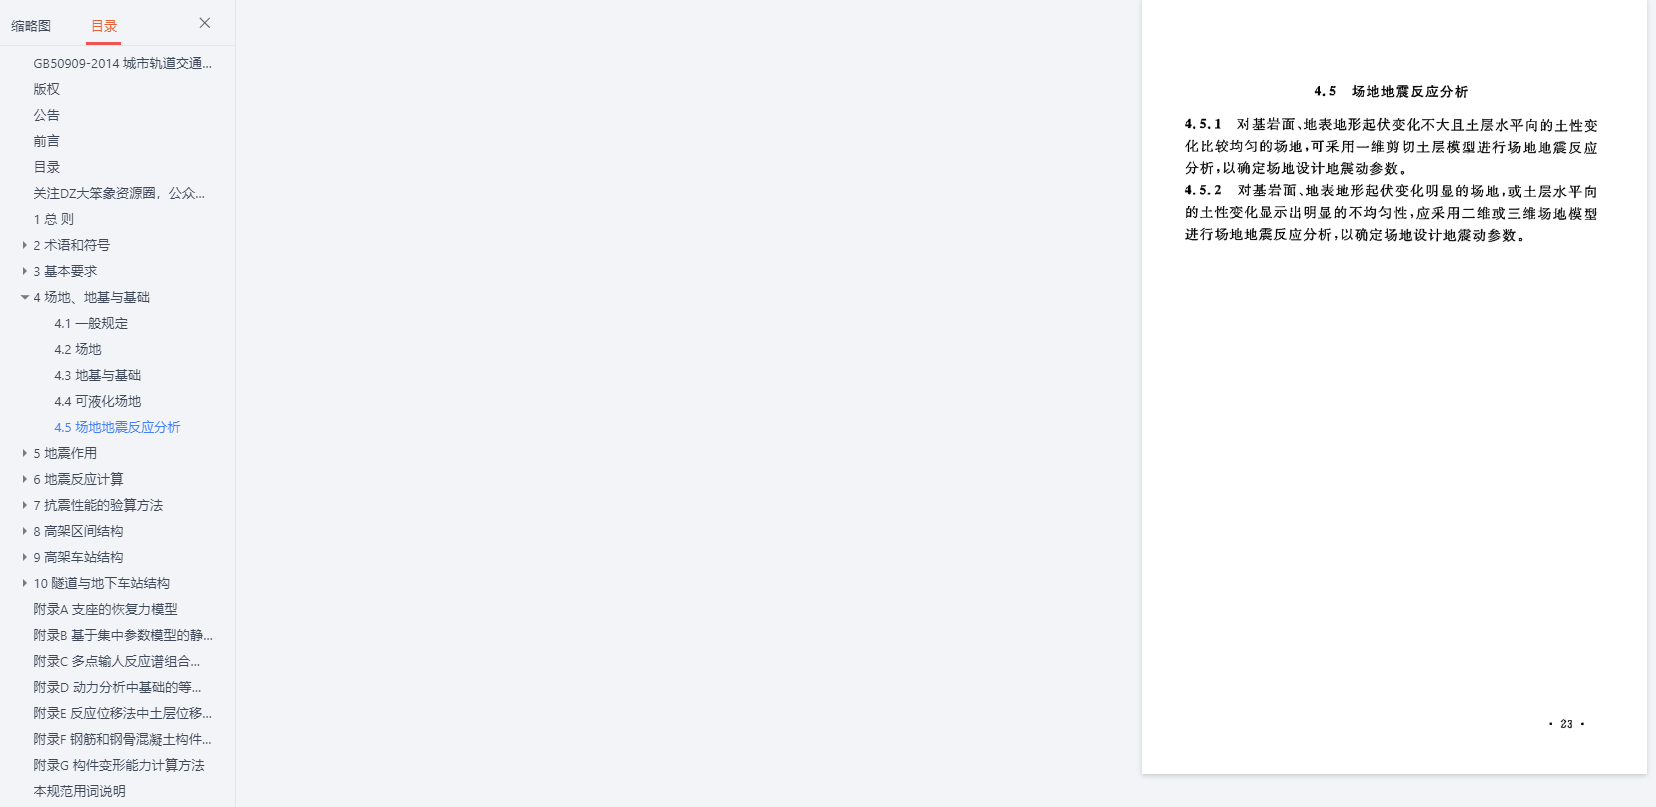 缩略图
目录
GB50909-2014 城市轨道交通...
版权
公告
前言
目录
关注DZ大笨象资源圈，公众...
1 总 则
2 术语和符号
3 基本要求
4 场地、地基与基础
4.1 一般规定
4.2 场地
4.3 地基与基础
4.4 可液化场地
4.5 场地地震反应分析
5 地震作用
6 地震反应计算
7 抗震性能的验算方法
8 高架区间结构
9 高架车站结构
10 隧道与地下车站结构
附录A 支座的恢复力模型
附录B 基于集中参数模型的静...
附录C 多点输人反应谱组合...
附录D 动力分析中基础的等...
附录E 反应位移法中土层位移...
附录F 钢筋和钢骨混凝土构件...
附录G 构件变形能力计算方法
本规范用词说明
4.5 场地地震反应分析
4.5.1 对基岩面、地表地形起伏变化不大且土层水平向的土性变
化比较均匀的场地,可采用一维剪切土层模型进行场地地震反应
分析,以确定场地设计地震动参数。
4.5.2 对基岩面、地表地形起伏变化明显的场地,或土层水平向
的土性变化显示出明显的不均匀性,应采用二维或三维场地模型
进行场地地震反应分析,以确定场地设计地震动参数。
· 23 ·